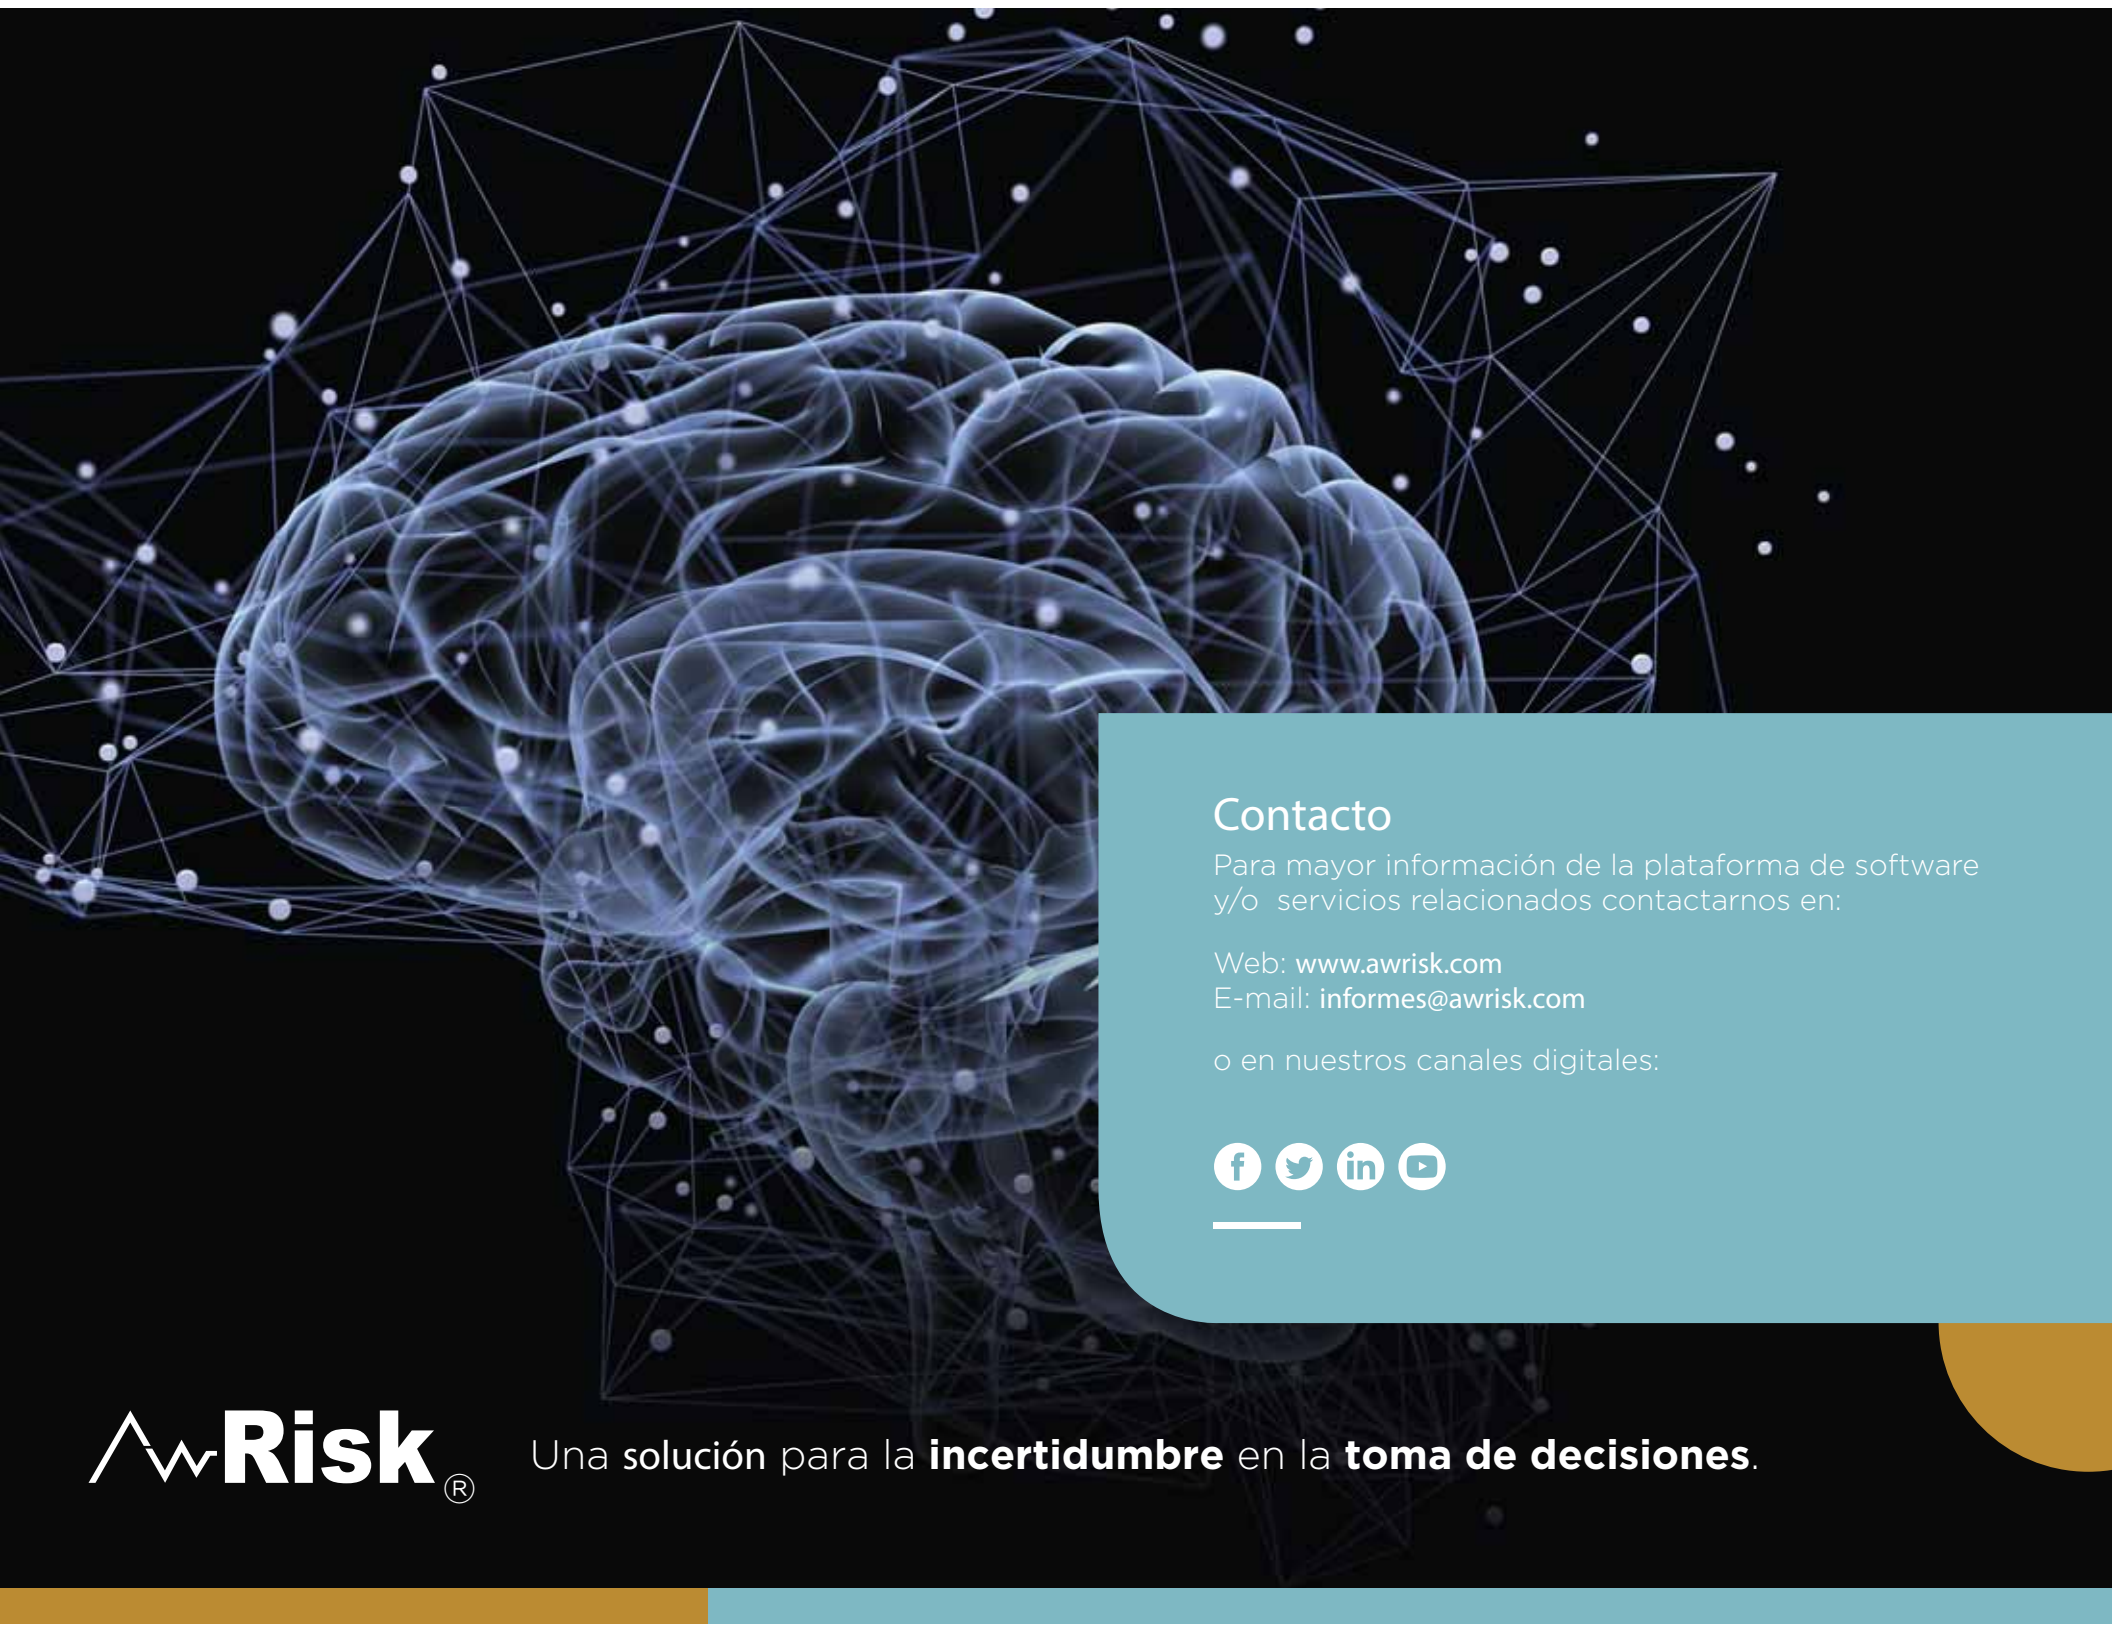 Contacto
Para mayor información de la plataforma de software
y/o servicios relacionados contactarnos en:
Web: www.awrisk.com
E-mail: informes@awrisk.com
o en nuestros canales digitales:
AwRisk®
Una solución para la incertidumbre en la toma de decisiones.